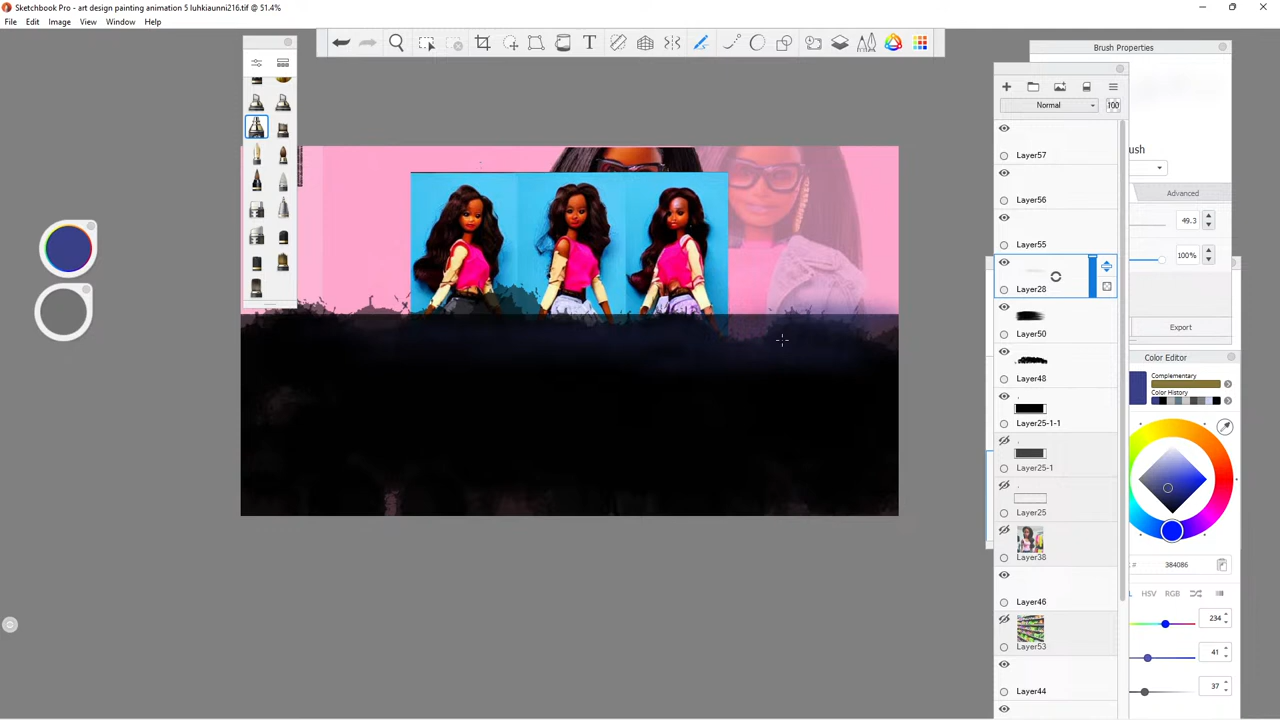 Sketchbook Pro - art design painting animation 5 luhkiaunni216.tif @ 51.4%
File Edit Image View Window Help
Brush Properties
Normal 100
Layer57
Advanced
Layer56
49.3
Layer55
100%
Layer28
Layer50
Export
Color Editor
Layer48
Complementary
Color History
Layer25-1-1
Layer25-1
Layer25
Layer38
# 384086
HSV RGB
Layer46
234
Layer53
41
Layer44
37